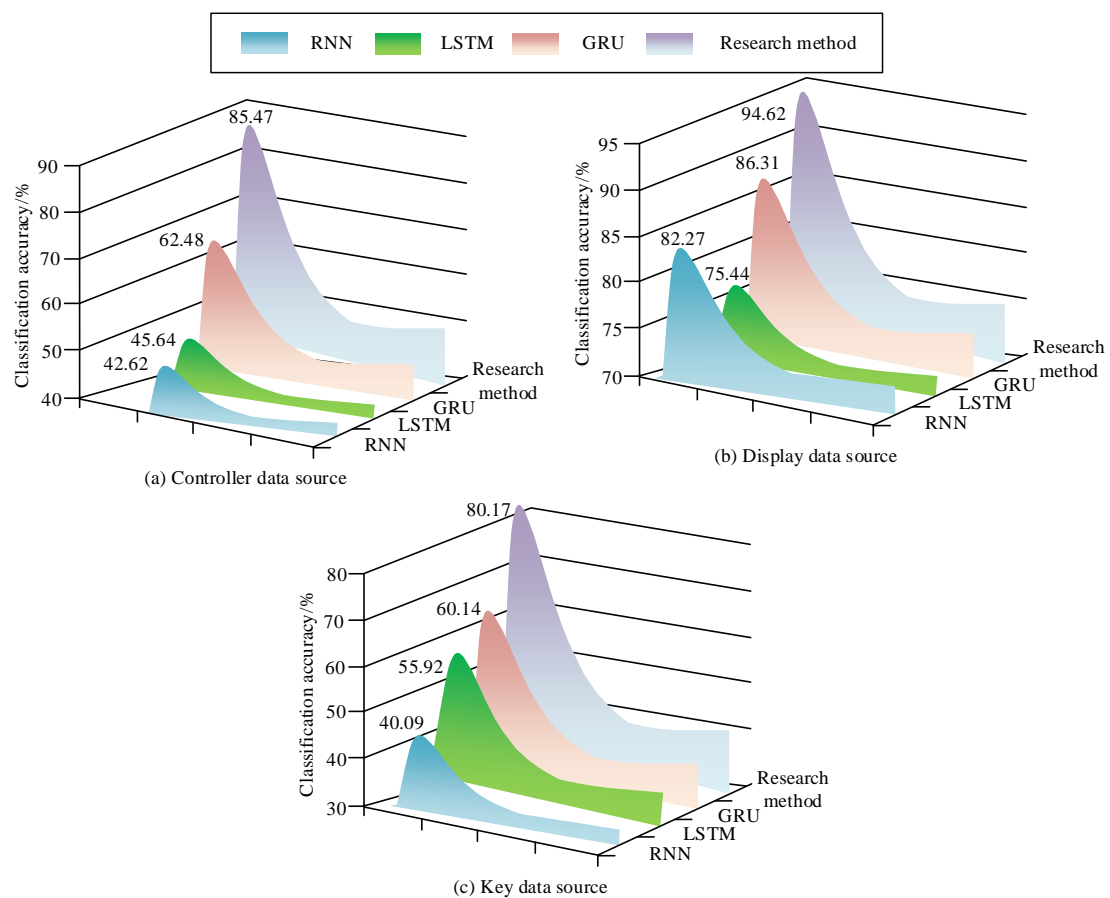 RNN LSTM GRU Research method
Classification accuracy/%
90
80
70
60
50
40
85.47
62.48
45.64
42.62
Research
method
GRU
LSTM
RNN
(a) Controller data source
Classification accuracy/%
95
90
85
80
75
70
94.62
86.31
82.27
75.44
Research
method
GRU
LSTM
RNN
(b) Display data source
Classification accuracy/%
80
70
60
50
40
30
80.17
60.14
55.92
40.09
Research
method
GRU
LSTM
RNN
(c) Key data source